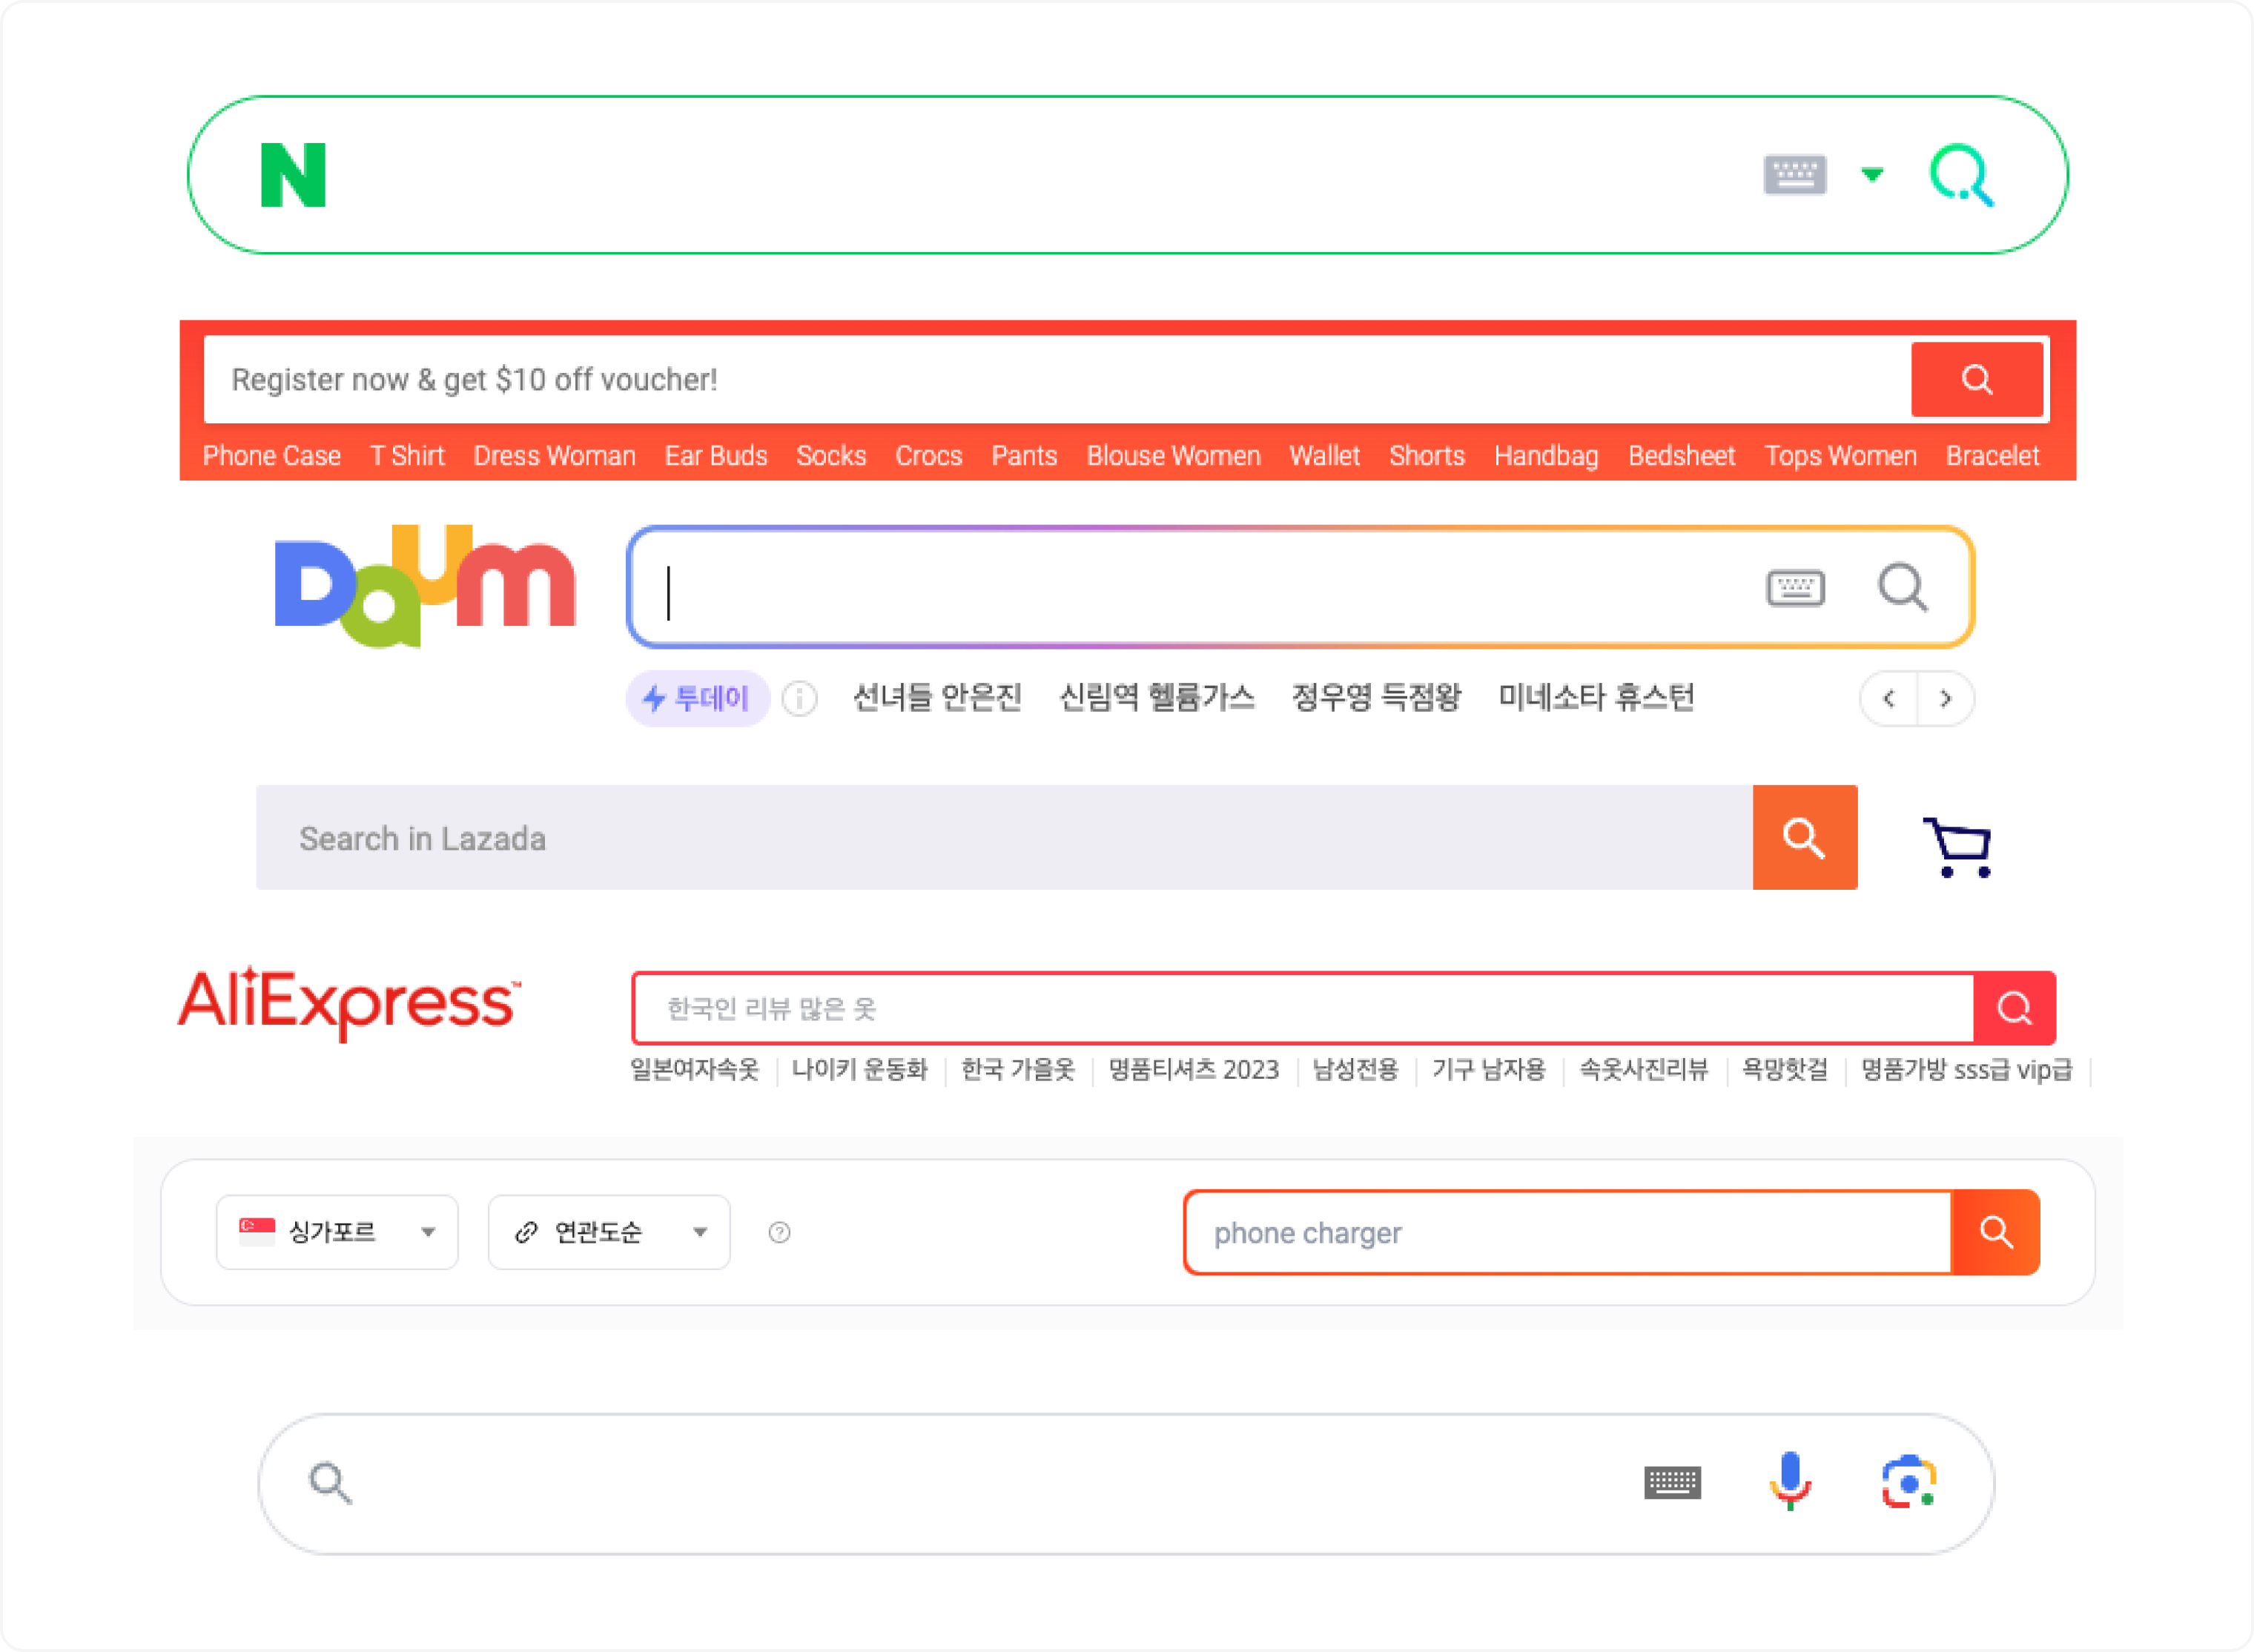 N
Register now & get $10 off voucher!
Phone Case T Shirt Dress Woman Ear Buds Socks Crocs Pants Blouse Women Wallet Shorts Handbag Bedsheet Tops Women Bracelet
Daum
투데이 선녀들 안은진 신림역 헬륨가스 정우영 득점왕 미네소타 휴스턴
Search in Lazada
AliExpress™
한국인 리뷰 많은 옷
일본여자속옷 나이키 운동화 한국 가을옷 명품티셔츠 2023 남성전용 기구 남자용 속옷사진리뷰 욕망핫걸 명품가방 sss급 vip급
싱가포르 연관도순 phone charger